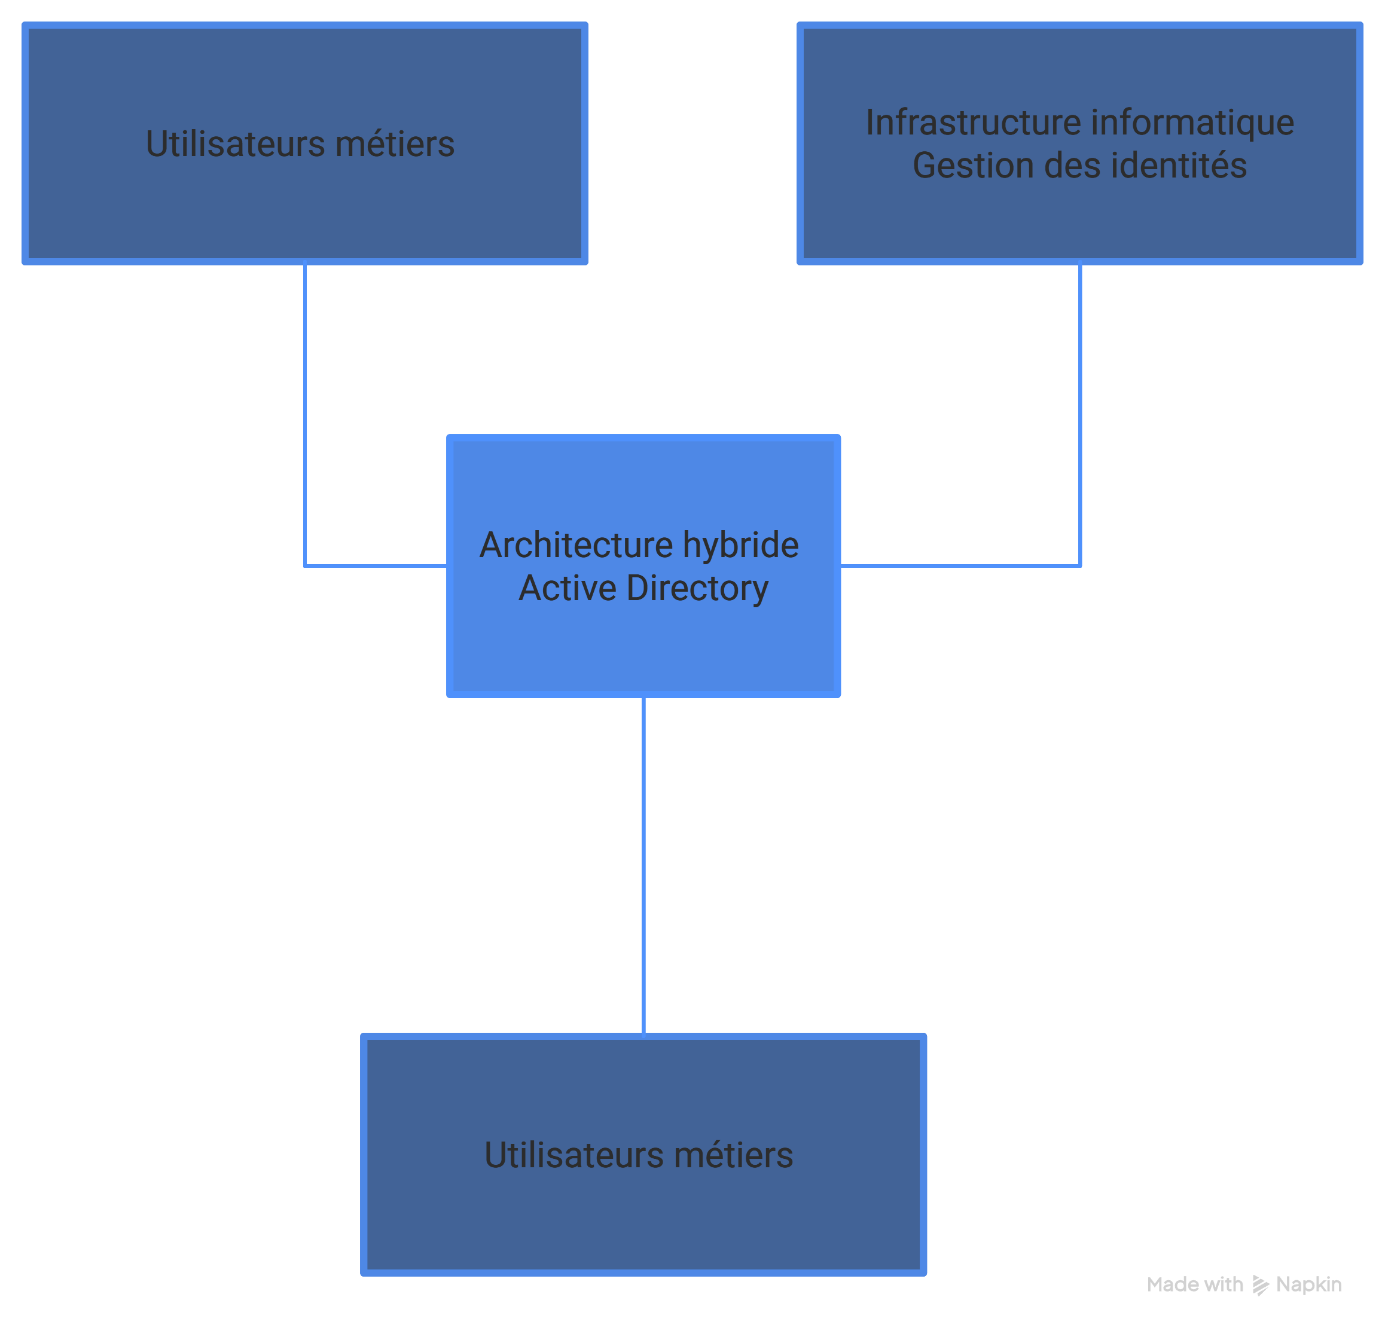 Utilisateurs métiers
Infrastructure informatique
Gestion des identités
Architecture hybride
Active Directory
Utilisateurs métiers
Made with Napkin